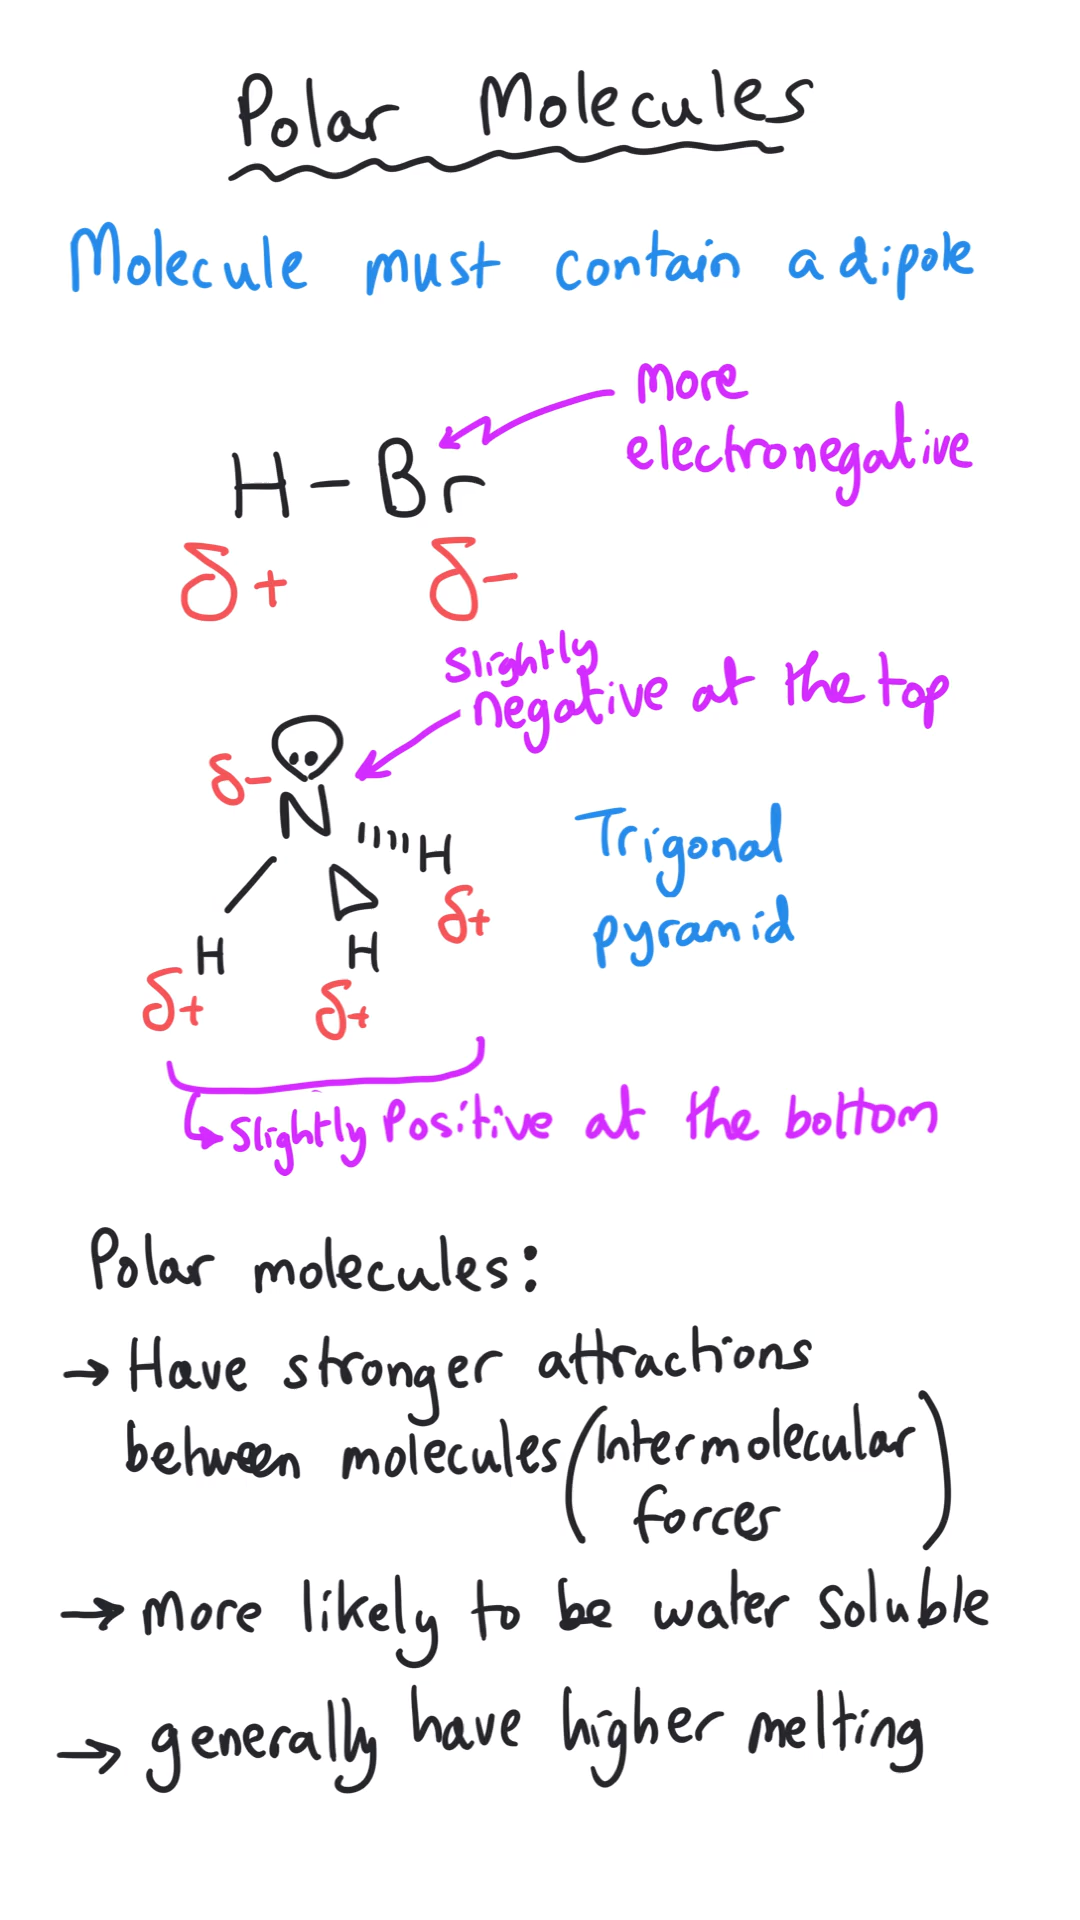 Polar Molecules
Molecule must contain a dipole
more
electronegative
H - Br
δ+ δ-
slightly
negative at the top
δ-
N
H
δ+
Trigonal
pyramid
H H
δ+ δ+
slightly positive at the bottom
Polar molecules:
→ Have stronger attractions
between molecules (Intermolecular
forces)
→ more likely to be water soluble
→ generally have higher melting